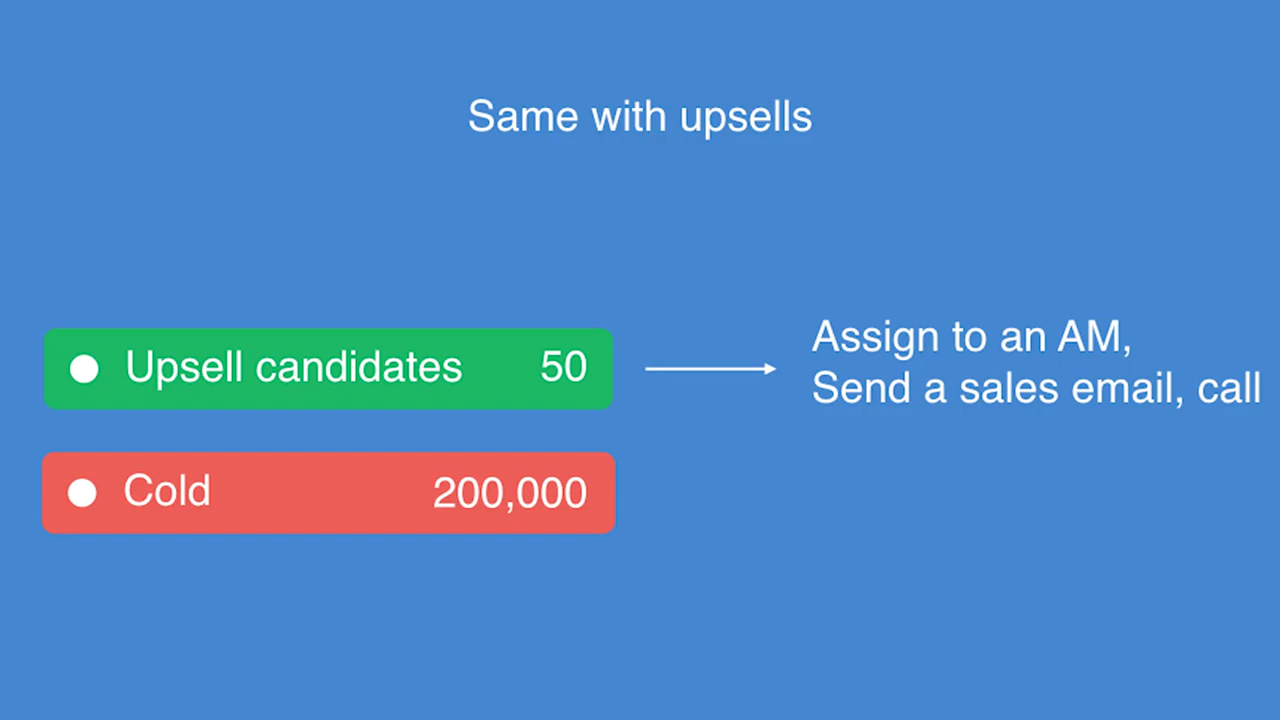 Same with upsells
Upsell candidates 50
Assign to an AM,
Send a sales email, call
Cold 200,000